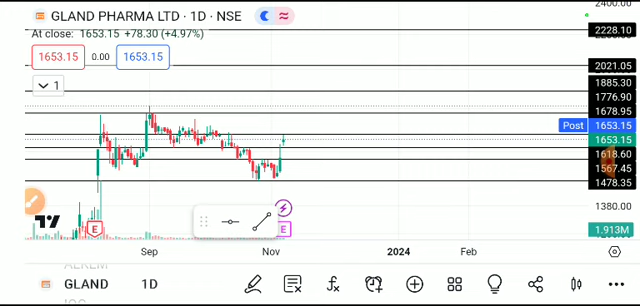 2400.00
GLAND PHARMA LTD · 1D · NSE
At close: 1653.15 +78.30 (+4.97%)
2228.10
1653.15 0.00 1653.15
2021.05
1
1885.30
1776.90
1678.95
Post 1653.15
1653.15
1618.60
1567.45
1478.35
1380.00
E
E
1.913M
Sep Nov 2024 Feb
GLAND 1D